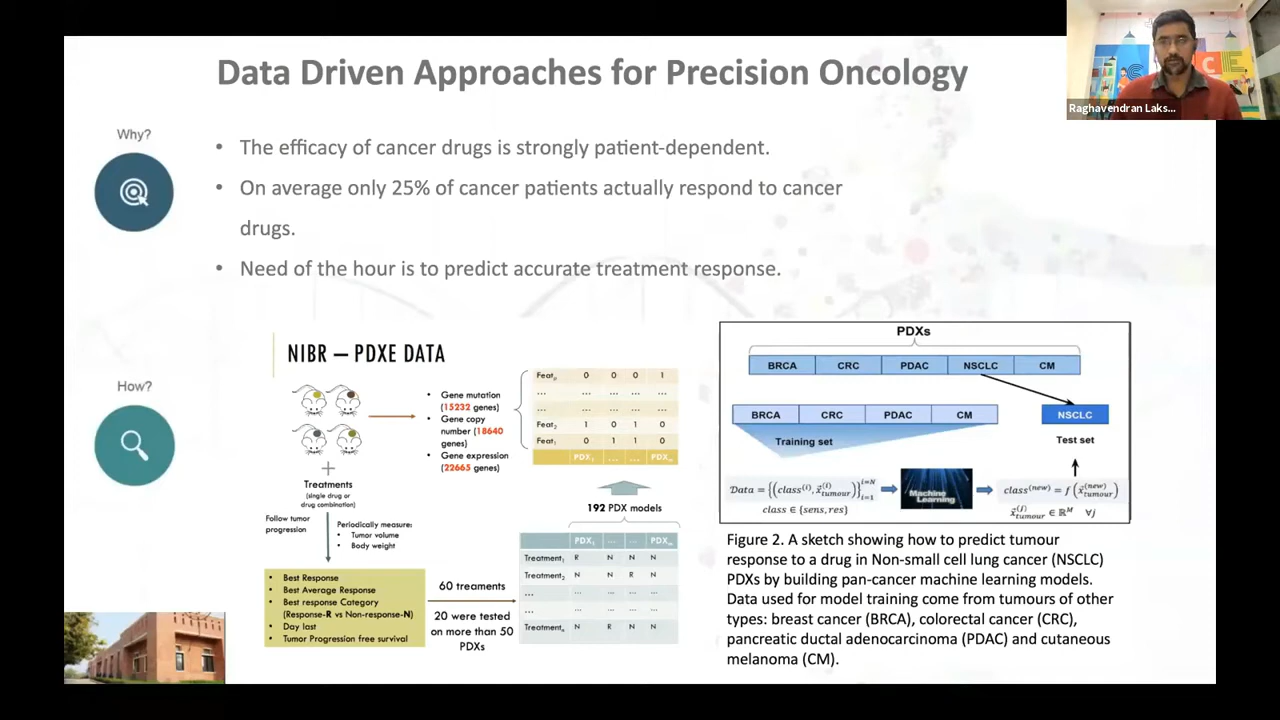 Data Driven Approaches for Precision Oncology
Raghavendran Laks...
Why?
• The efficacy of cancer drugs is strongly patient-dependent.
• On average only 25% of cancer patients actually respond to cancer
drugs.
• Need of the hour is to predict accurate treatment response.
How?
NIBR – PDXE DATA
• Gene mutation
(15232 genes)
• Gene copy
number (18640
genes)
• Gene expression
(22665 genes)
Featₙ 0 0 0 1
... ... ... ... ...
... ... ... ... ...
Feat₂ 1 0 1 0
Feat₁ 0 1 1 0
PDX₁ ... ... PDXₙ
Treatments
(single drug or
drug combination)
Follow tumor
progression
Periodically measure:
• Tumor volume
• Body weight
• Best Response
• Best Average Response
• Best response Category
(Response-R vs Non-response-N)
• Day last
• Tumor Progression free survival
60 treaments
20 were tested
on more than 50
PDXs
192 PDX models
PDX₁ ... ... PDXₙ
Treatment₁ R N N N
Treatment₂ N N R N
... ... ... ... ...
... ... ... ... ...
Treatmentₙ N R N N
PDXs
BRCA CRC PDAC NSCLC CM
BRCA CRC PDAC CM
NSCLC
Training set
Test set
Data = {(class^(i), x⃗_tumour^(i))}_{i=1}^{i=N}
class ∈ {sens, res}
Machine
Learning
class^(new) = f(x⃗_tumour^(new))
x⃗_tumour^(j) ∈ ℝ^M ∀j
Figure 2. A sketch showing how to predict tumour
response to a drug in Non-small cell lung cancer (NSCLC)
PDXs by building pan-cancer machine learning models.
Data used for model training come from tumours of other
types: breast cancer (BRCA), colorectal cancer (CRC),
pancreatic ductal adenocarcinoma (PDAC) and cutaneous
melanoma (CM).